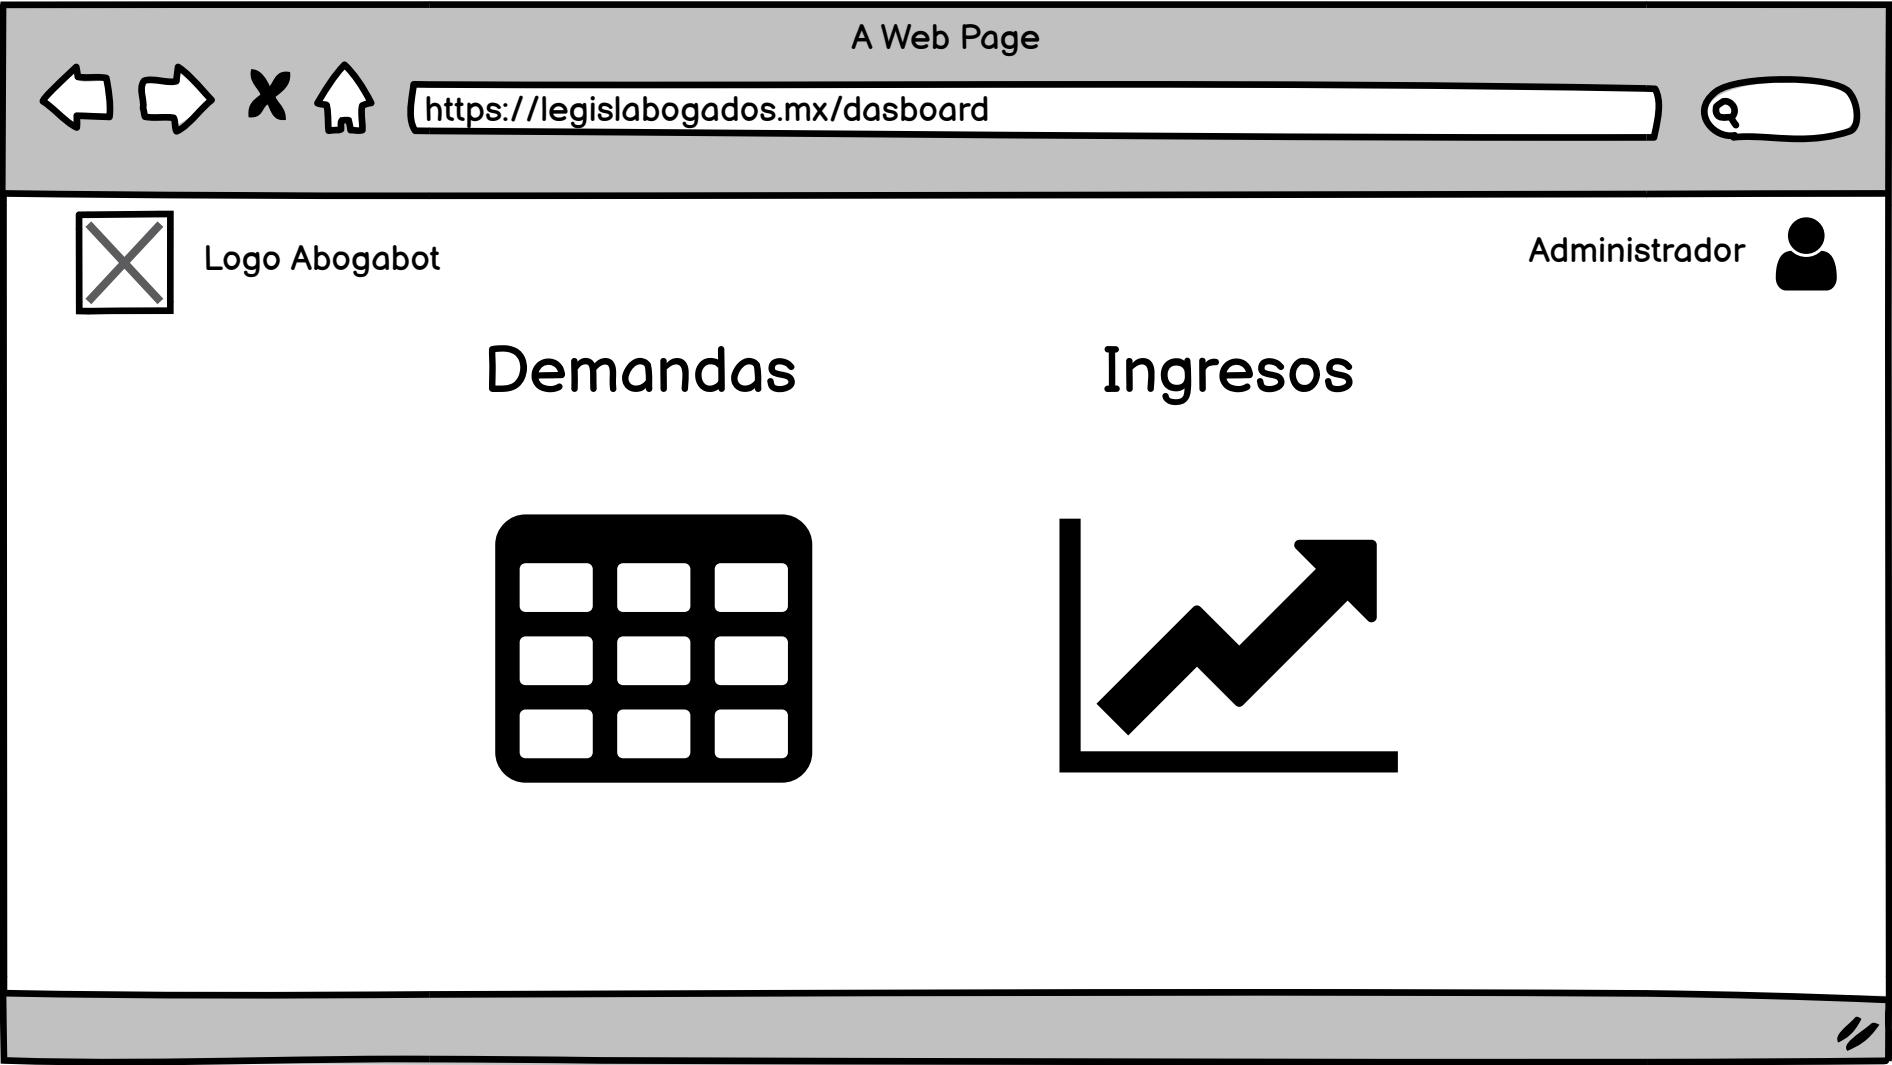 A Web Page
https://legislabogados.mx/dasboard
Logo Abogabot
Administrador
Demandas
Ingresos